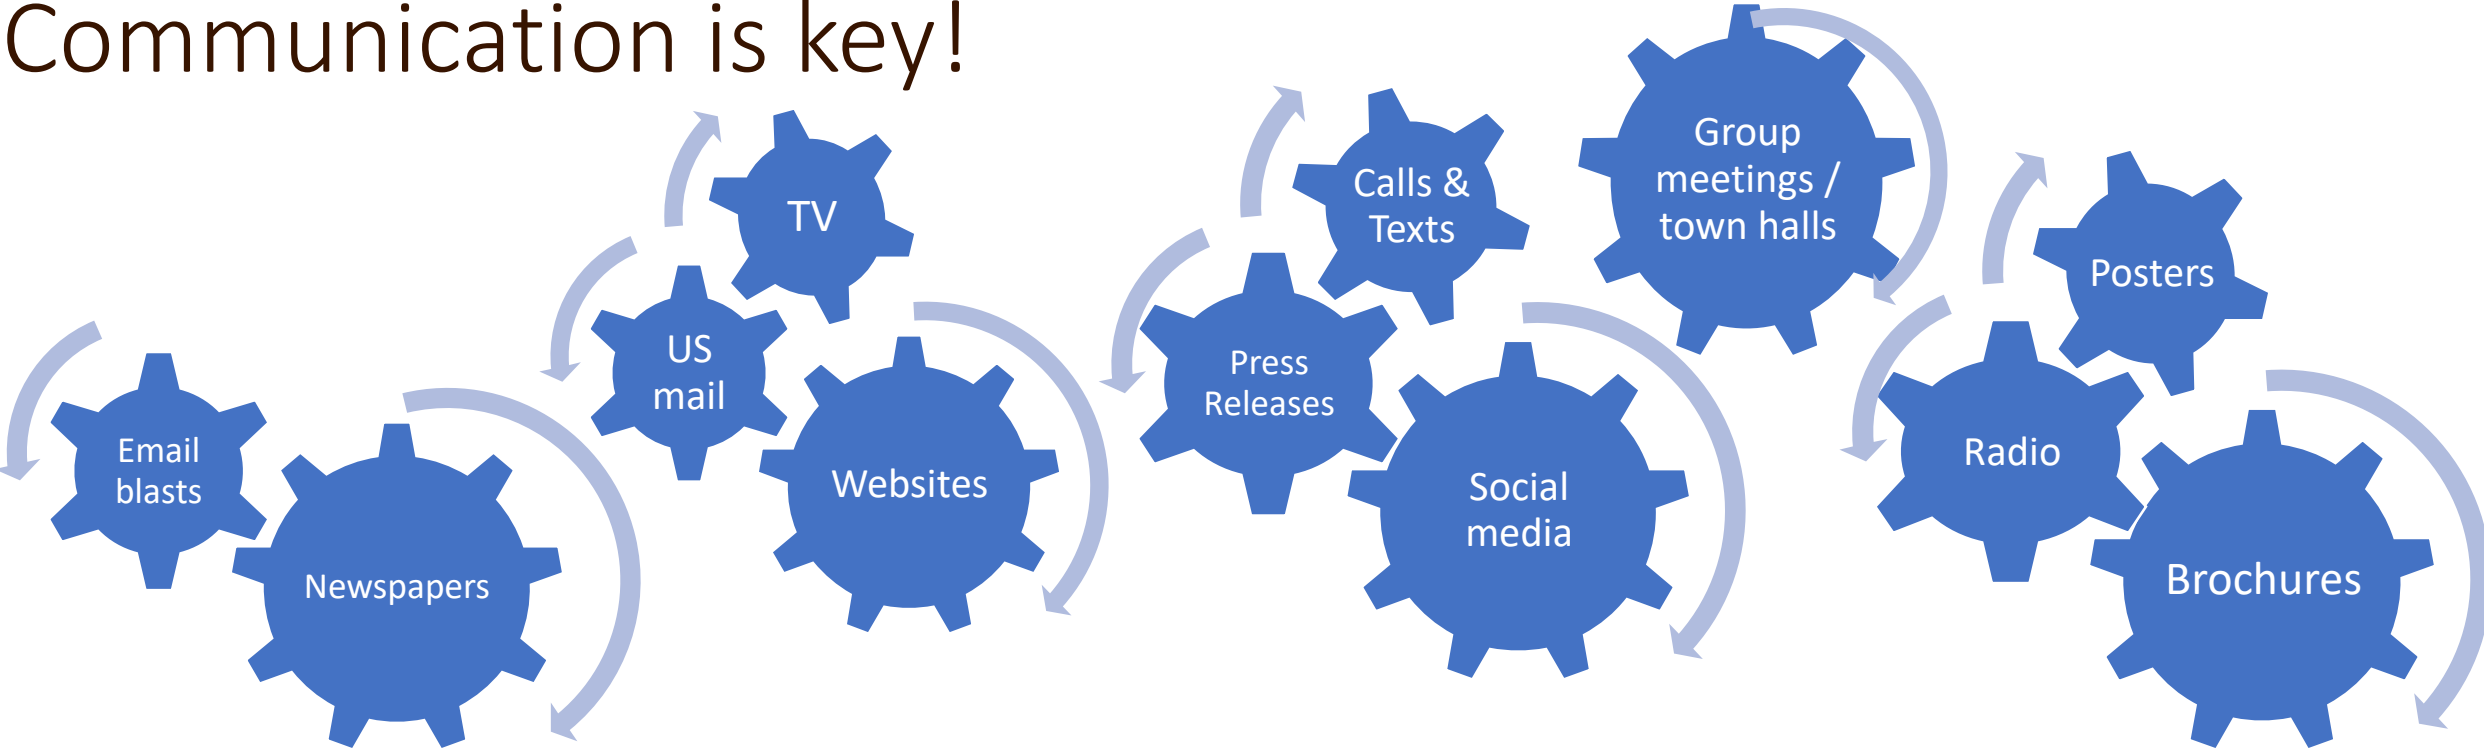 Communication is key!
Email
blasts
Newspapers
US
mail
TV
Websites
Press
Releases
Calls &
Texts
Social
media
Group
meetings /
town halls
Radio
Posters
Brochures